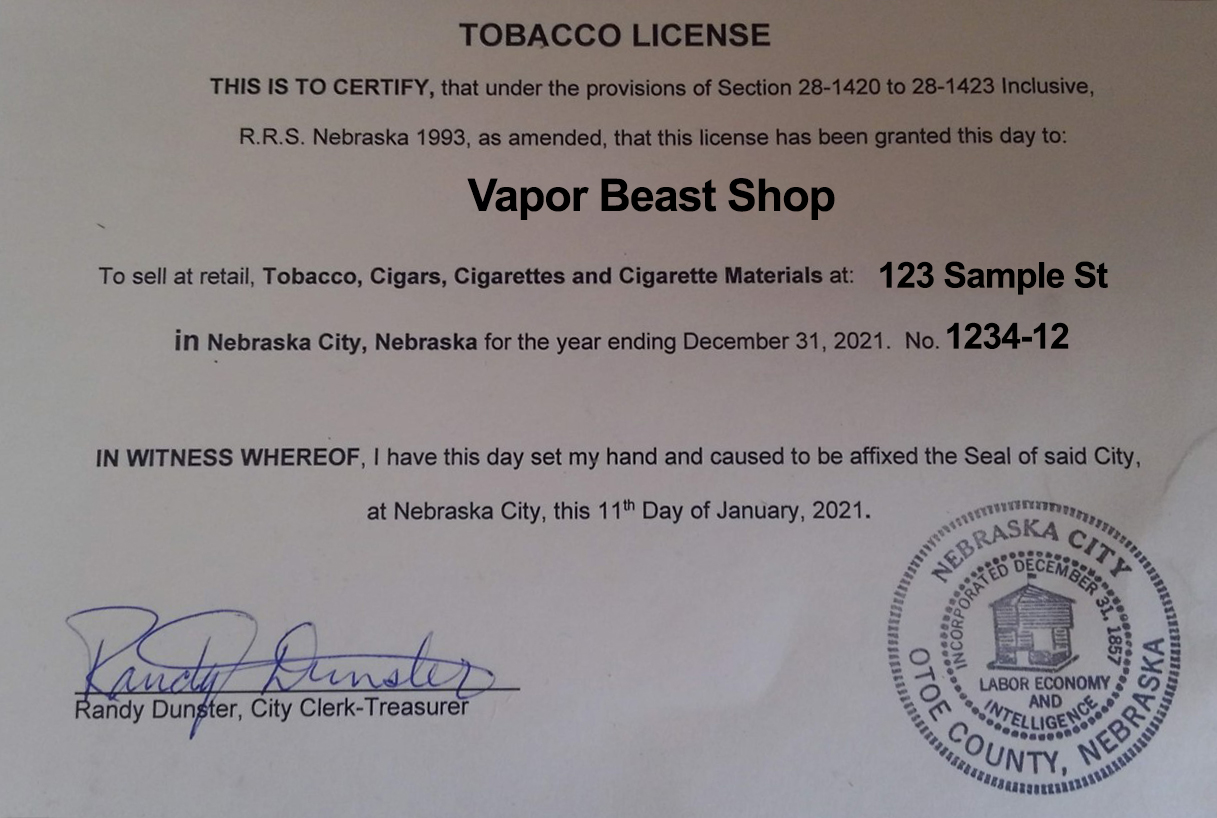 TOBACCO LICENSE
THIS IS TO CERTIFY, that under the provisions of Section 28-1420 to 28-1423 Inclusive,
R.R.S. Nebraska 1993, as amended, that this license has been granted this day to:
Vapor Beast Shop
To sell at retail, Tobacco, Cigars, Cigarettes and Cigarette Materials at: 123 Sample St
in Nebraska City, Nebraska for the year ending December 31, 2021. No. 1234-12
IN WITNESS WHEREOF, I have this day set my hand and caused to be affixed the Seal of said City,
at Nebraska City, this 11th Day of January, 2021.
Randy Dunster
Randy Dunster, City Clerk-Treasurer
NEBRASKA CITY
INCORPORATED DECEMBER 31, 1857
LABOR ECONOMY
AND
INTELLIGENCE
OTOE COUNTY, NEBRASKA